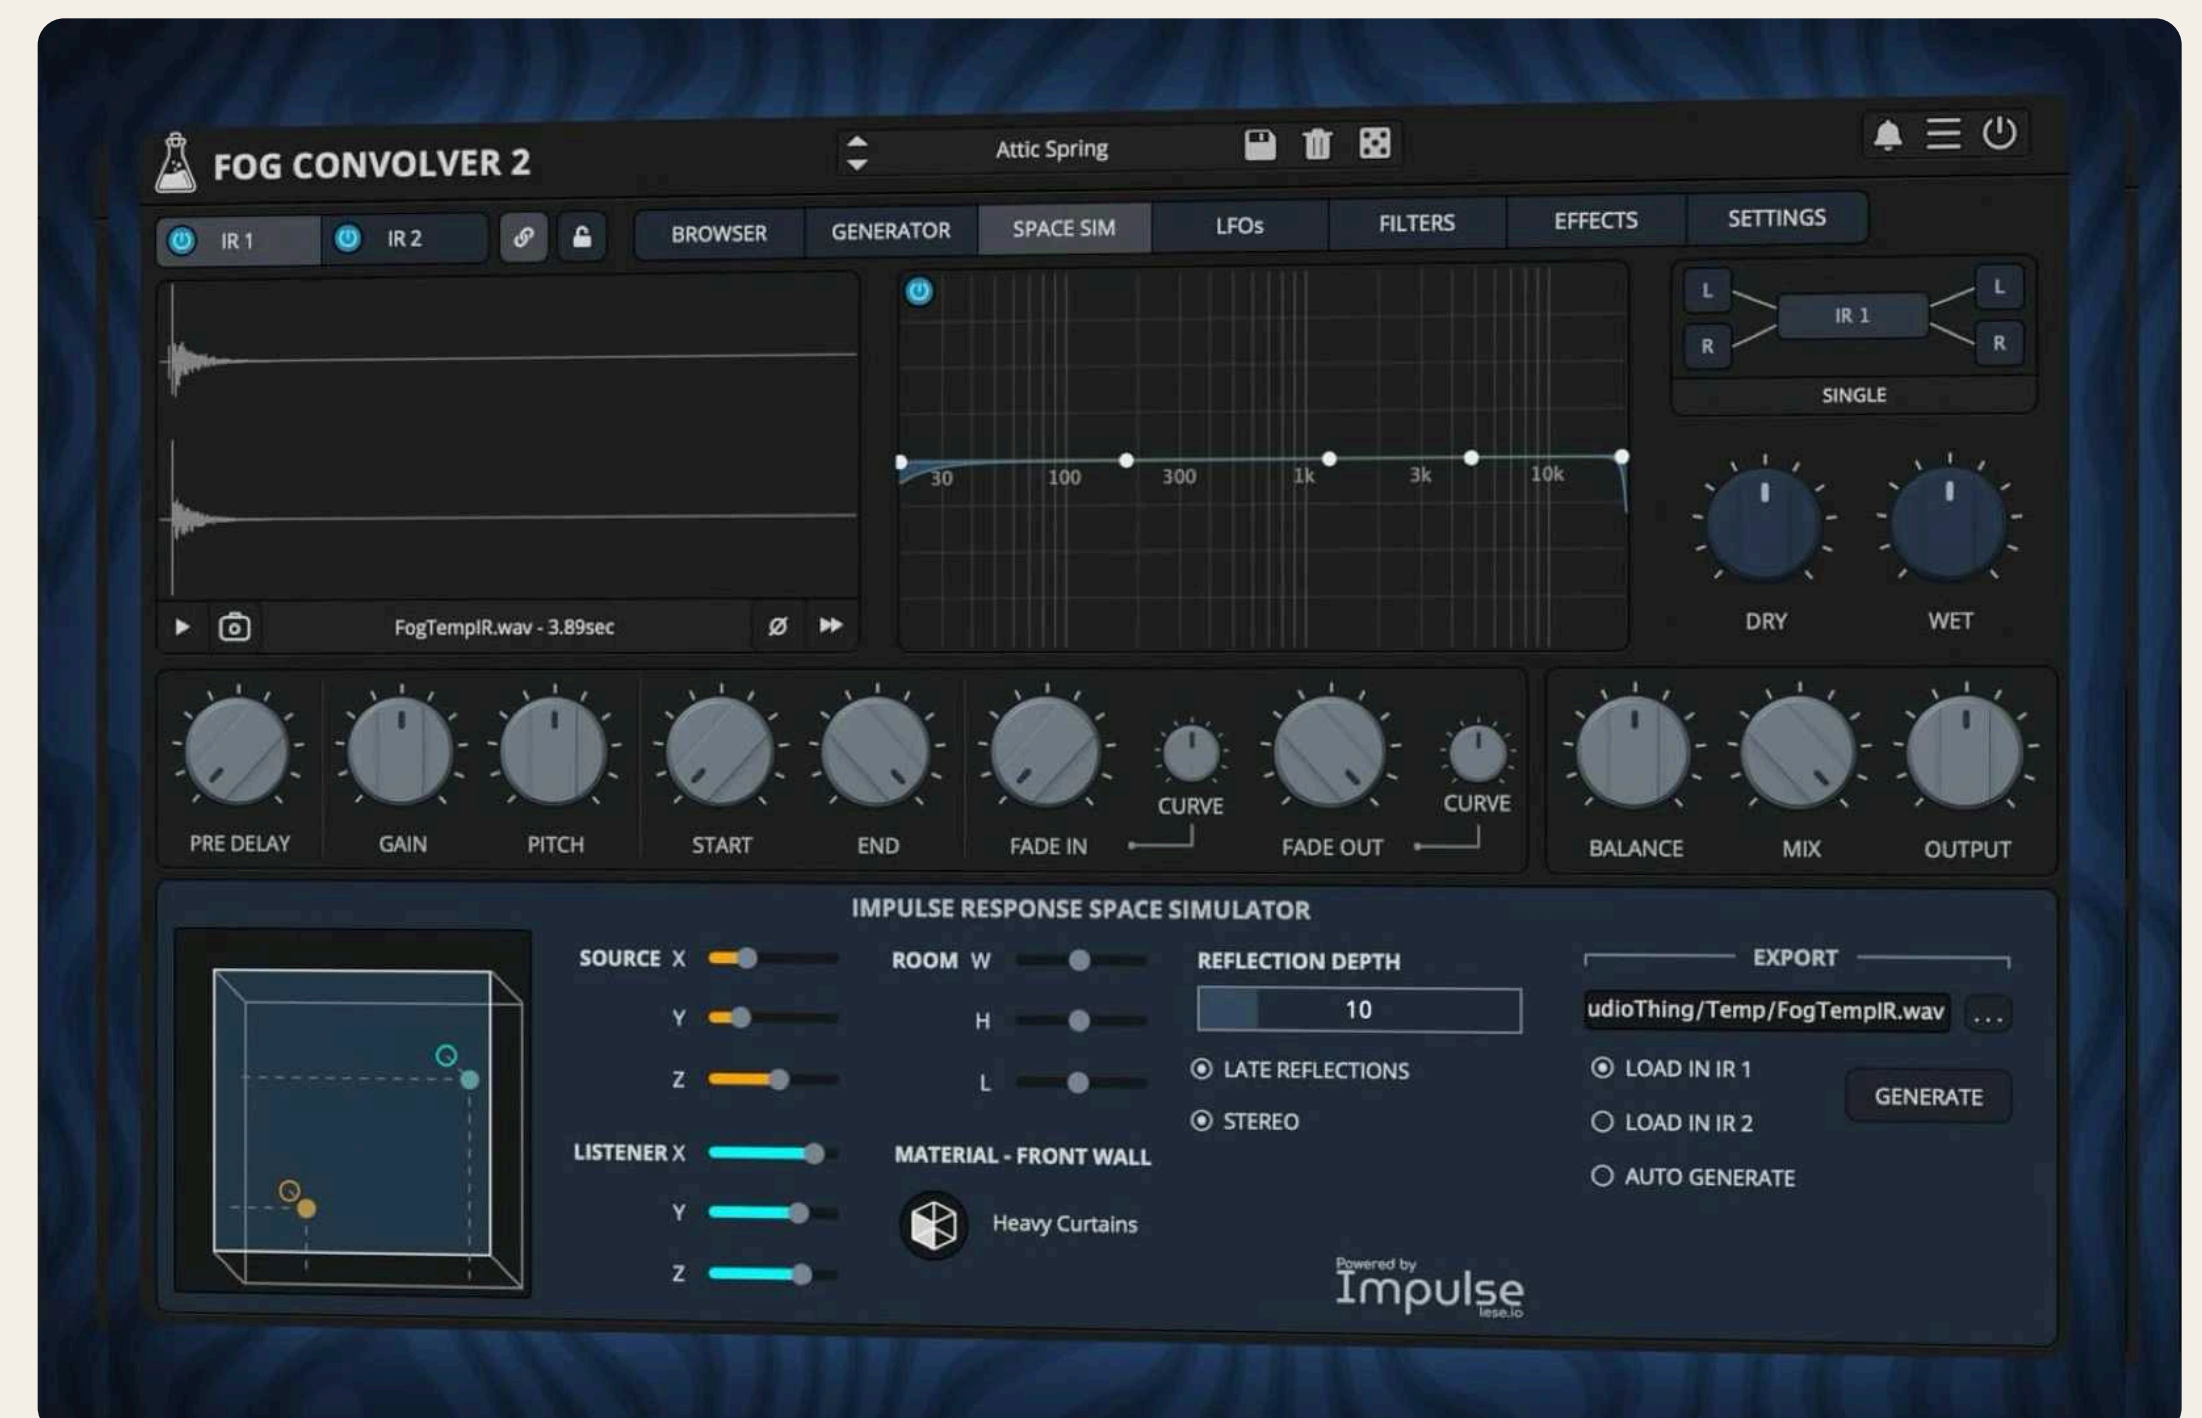 FOG CONVOLVER 2
Attic Spring
IR 1
IR 2
BROWSER
GENERATOR
SPACE SIM
LFOs
FILTERS
EFFECTS
SETTINGS
30
100
300
1k
3k
10k
L
R
IR 1
L
R
SINGLE
DRY
WET
FogTempIR.wav - 3.89sec
Ø
PRE DELAY
GAIN
PITCH
START
END
FADE IN
CURVE
FADE OUT
CURVE
BALANCE
MIX
OUTPUT
IMPULSE RESPONSE SPACE SIMULATOR
SOURCE X
Y
Z
LISTENER X
Y
Z
ROOM W
H
L
MATERIAL - FRONT WALL
Heavy Curtains
REFLECTION DEPTH
10
LATE REFLECTIONS
STEREO
EXPORT
udioThing/Temp/FogTempIR.wav
...
LOAD IN IR 1
LOAD IN IR 2
AUTO GENERATE
GENERATE
Powered by
Impulse
lese.io